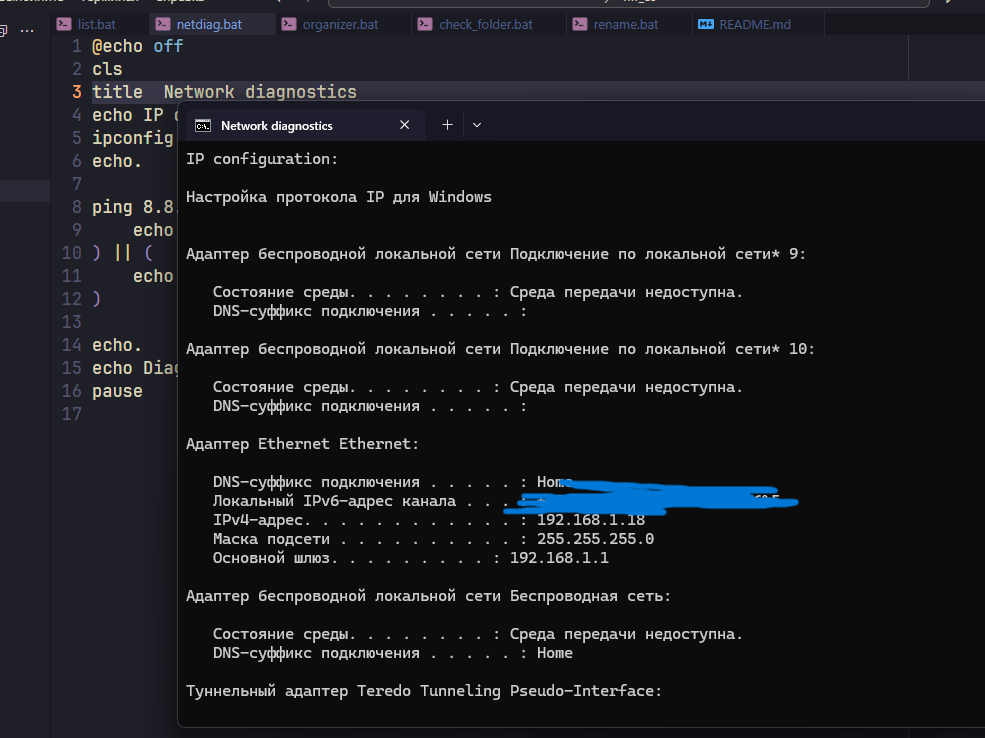 list.bat netdiag.bat organizer.bat check_folder.bat rename.bat README.md
1 @echo off
2 cls
3 title Network diagnostics
4 echo IP
5 ipconfig
6 echo.
7
8 ping 8.8.
9 echo
10 ) || (
11 echo
12 )
13
14 echo.
15 echo Diag
16 pause
17
Network diagnostics
IP configuration:
Настройка протокола IP для Windows
Адаптер беспроводной локальной сети Подключение по локальной сети* 9:
Состояние среды. . . . . . . . : Среда передачи недоступна.
DNS-суффикс подключения . . . . . :
Адаптер беспроводной локальной сети Подключение по локальной сети* 10:
Состояние среды. . . . . . . . : Среда передачи недоступна.
DNS-суффикс подключения . . . . . :
Адаптер Ethernet Ethernet:
DNS-суффикс подключения . . . . . : Home
Локальный IPv6-адрес канала . . . :
IPv4-адрес. . . . . . . . . . . . : 192.168.1.18
Маска подсети . . . . . . . . . . : 255.255.255.0
Основной шлюз. . . . . . . . . : 192.168.1.1
Адаптер беспроводной локальной сети Беспроводная сеть:
Состояние среды. . . . . . . . : Среда передачи недоступна.
DNS-суффикс подключения . . . . . : Home
Туннельный адаптер Teredo Tunneling Pseudo-Interface: